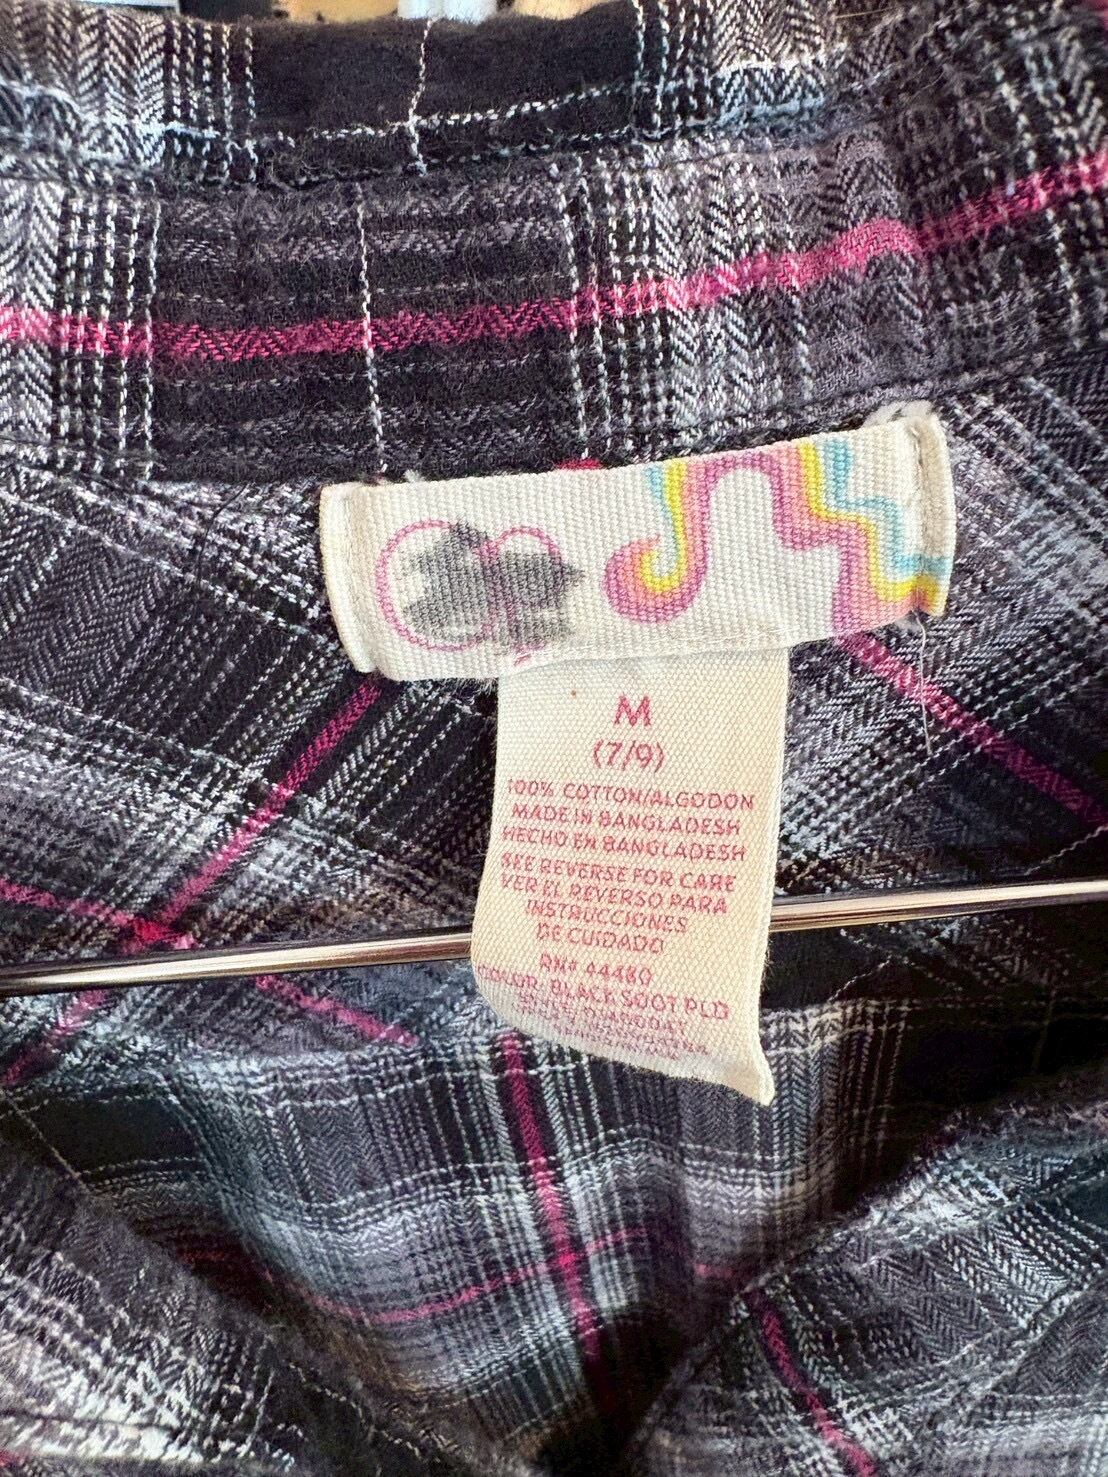 M
(7/9)
100% COTTON/ALGODON
MADE IN BANGLADESH
HECHO EN BANGLADESH
SEE REVERSE FOR CARE
VER EL REVERSO PARA
INSTRUCCIONES
DE CUIDADO
RN# 44480
COLOR: BLACK SOOT PLD